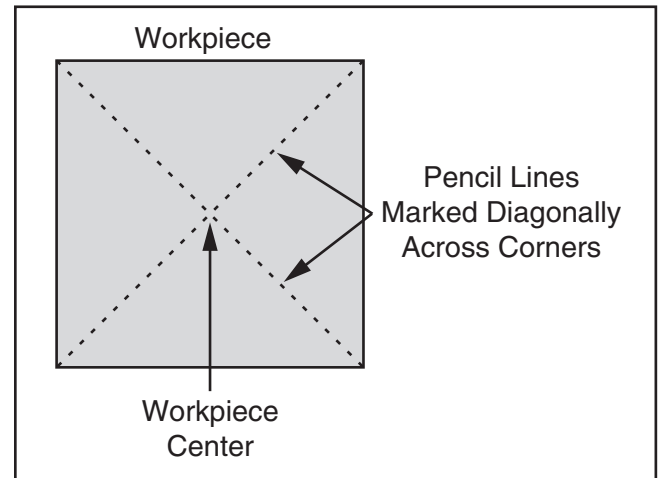 Workpiece
Pencil Lines
Marked Diagonally
Across Corners
Workpiece
Center